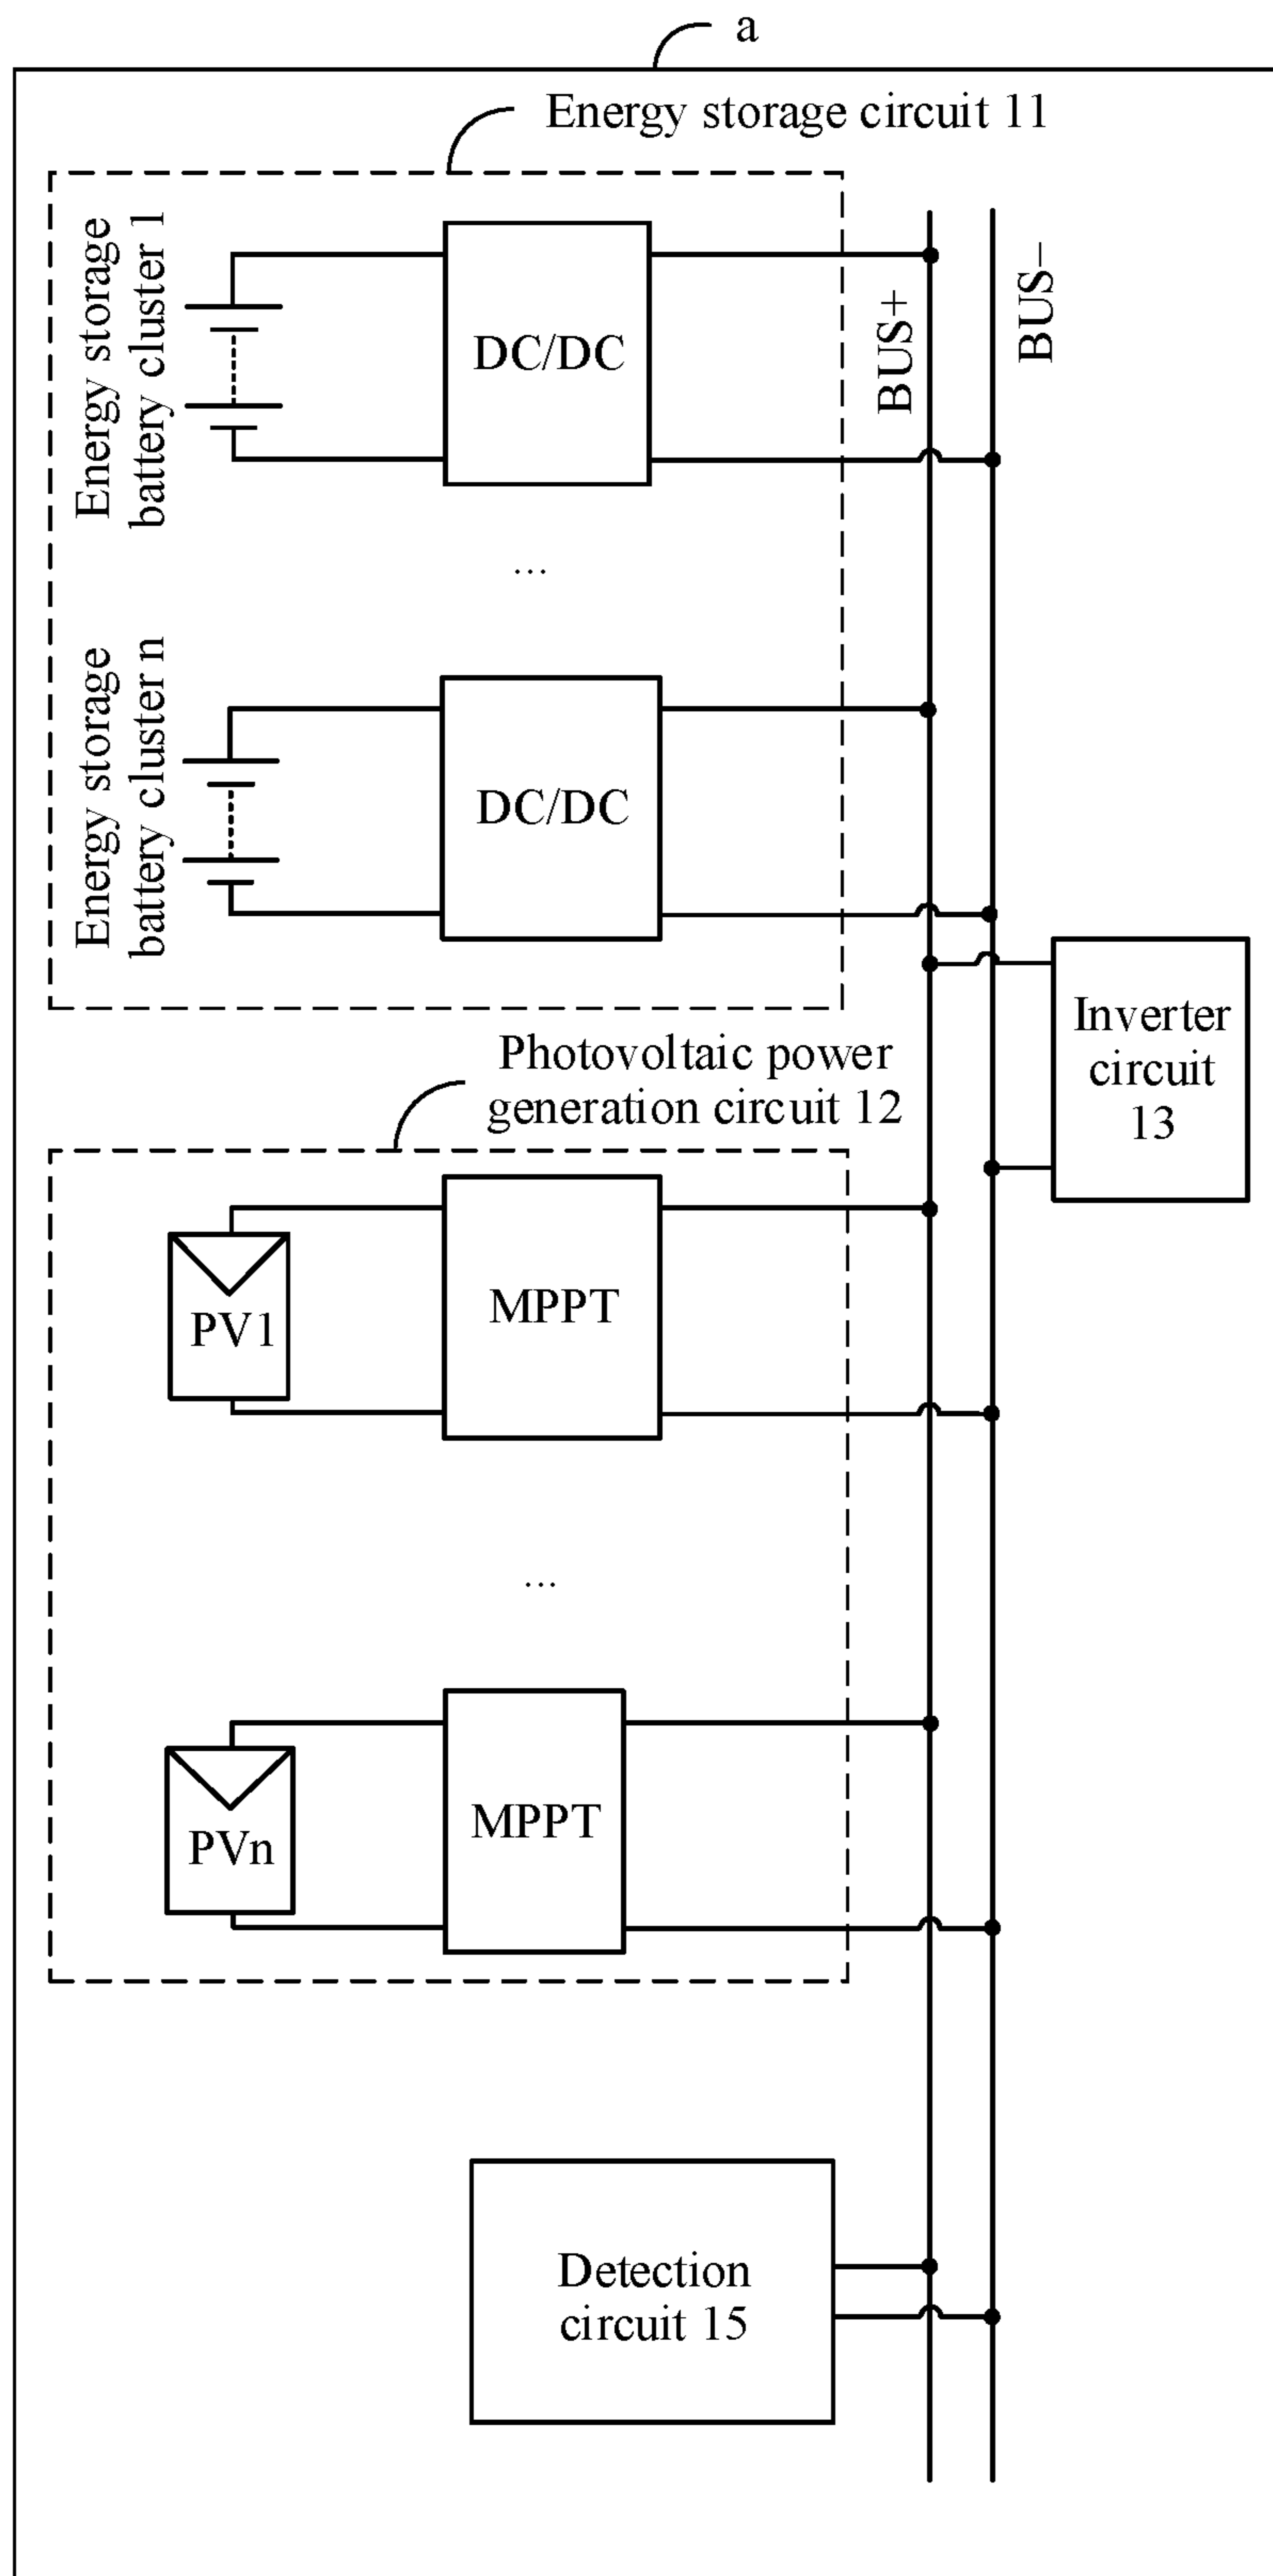 a
Energy storage circuit 11
Energy storage
battery cluster 1
DC/DC
BUS+
BUS−
...
Energy storage
battery cluster n
DC/DC
Inverter
circuit
13
Photovoltaic power
generation circuit 12
PV1
MPPT
...
PVn
MPPT
Detection
circuit 15